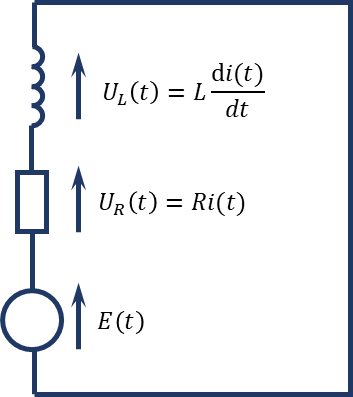 U_L(t) = L di(t)/dt
U_R(t) = Ri(t)
E(t)